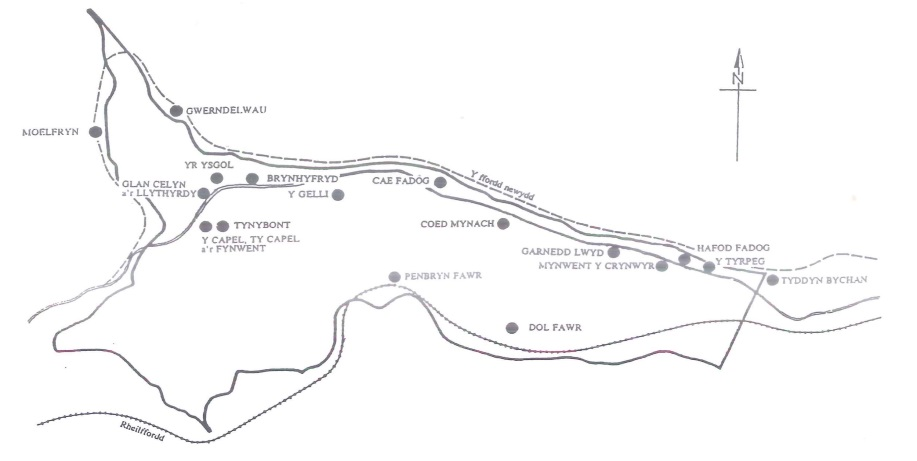 N
GWERNDELWAU
MOELFRYN
YR YSGOL
GLAN CELYN
a'r LLYTHYRDY
BRYNHYFRYD
Y GELLI
CAE FADOG
Y ffordd newydd
TYNYBONT
Y CAPEL, TY CAPEL
a'r FYNWENT
COED MYNACH
GARNEDD LWYD
MYNWENT Y CRYNWYR
HAFOD FADOG
Y TYRPEG
TYDDYN BYCHAN
PENBRYN FAWR
DOL FAWR
Rheilffordd